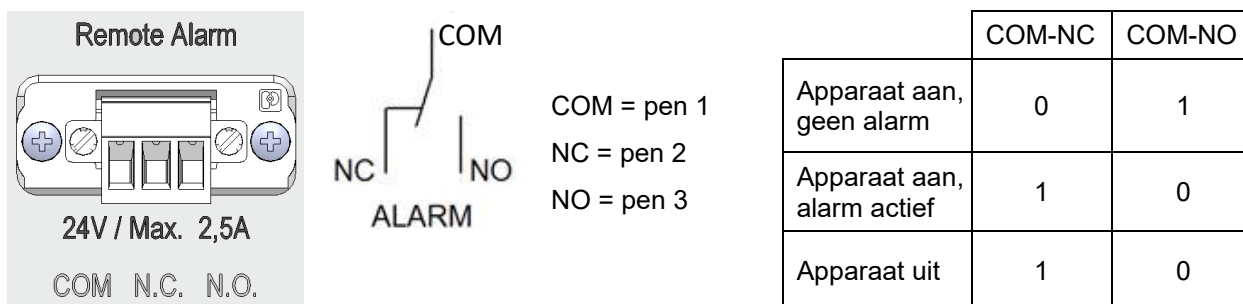 Remote Alarm
24V / Max. 2,5A
COM N.C. N.O.
COM
NC
NO
ALARM
COM = pen 1
NC = pen 2
NO = pen 3
COM-NC COM-NO
Apparaat aan, geen alarm 0 1
Apparaat aan, alarm actief 1 0
Apparaat uit 1 0